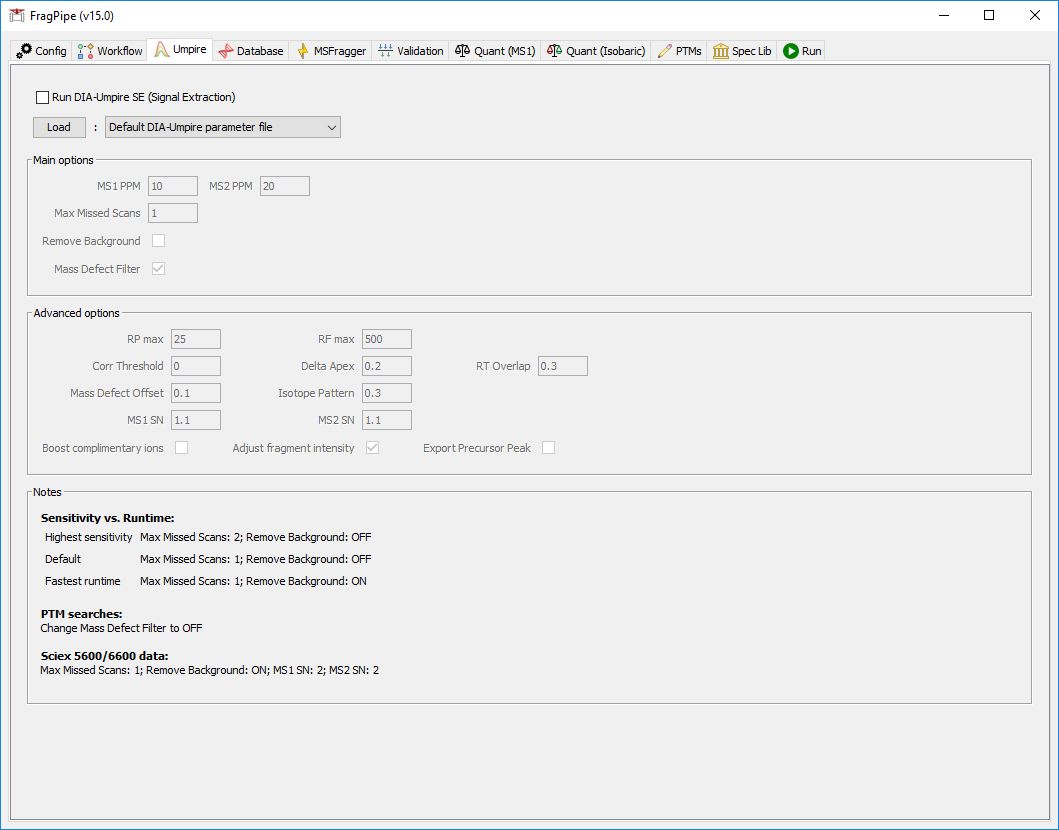 FragPipe (v15.0)
Config Workflow Umpire Database MSFragger Validation Quant (MS1) Quant (Isobaric) PTMs Spec Lib Run
Run DIA-Umpire SE (Signal Extraction)
Load : Default DIA-Umpire parameter file
Main options
MS1 PPM 10 MS2 PPM 20
Max Missed Scans 1
Remove Background
Mass Defect Filter
Advanced options
RP max 25 RF max 500
Corr Threshold 0 Delta Apex 0.2 RT Overlap 0.3
Mass Defect Offset 0.1 Isotope Pattern 0.3
MS1 SN 1.1 MS2 SN 1.1
Boost complimentary ions Adjust fragment intensity Export Precursor Peak
Notes
Sensitivity vs. Runtime:
Highest sensitivity Max Missed Scans: 2; Remove Background: OFF
Default Max Missed Scans: 1; Remove Background: OFF
Fastest runtime Max Missed Scans: 1; Remove Background: ON
PTM searches:
Change Mass Defect Filter to OFF
Sciex 5600/6600 data:
Max Missed Scans: 1; Remove Background: ON; MS1 SN: 2; MS2 SN: 2